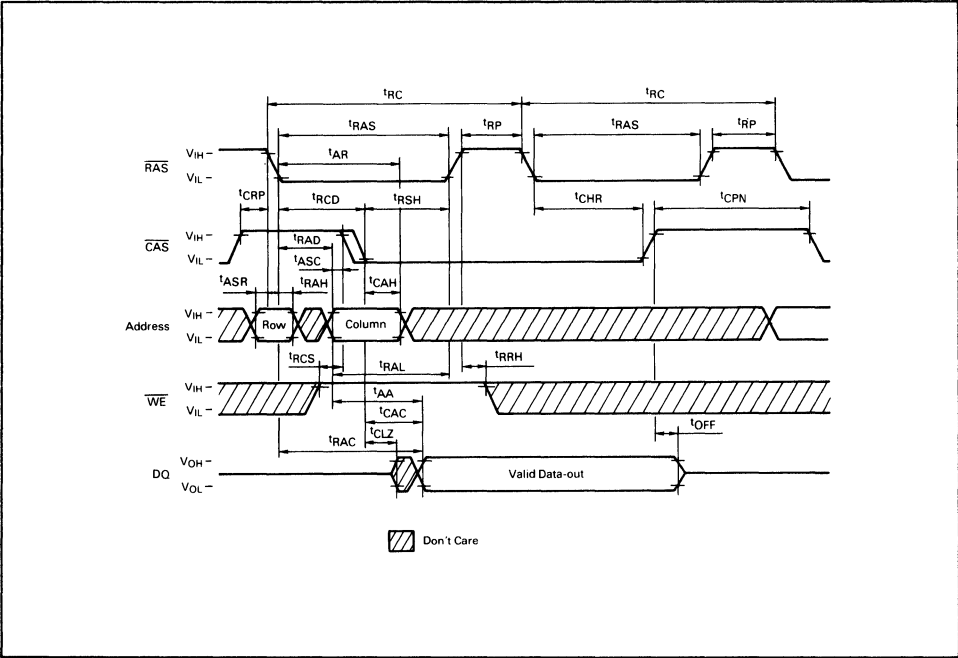 tRC tRC
tRAS tRP tRAS tRP
tAR
RAS VIH –
VIL –
tCRP tRCD tRSH tCHR tCPN
CAS VIH –
VIL –
tRAD
tASC
tASR tRAH tCAH
Address VIH –
VIL –
Row Column
tRCS tRAL tRRH
WE VIH –
VIL –
tAA
tCAC
tRAC tCLZ tOFF
DQ VOH –
VOL –
Valid Data-out
Don't Care